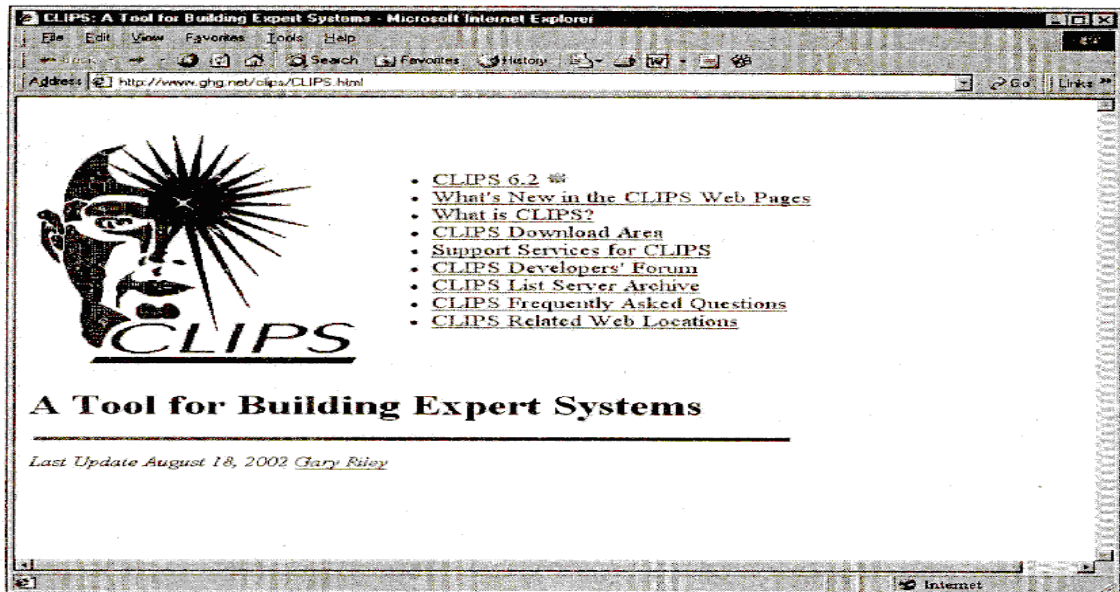 CLIPS: A Tool for Building Expert Systems - Microsoft Internet Explorer
File Edit View Favorites Tools Help
Search Favorites History
Address http://www.ghg.net/clips/CLIPS.html Go Links »
CLIPS 6.2
What's New in the CLIPS Web Pages
What is CLIPS?
CLIPS Download Area
Support Services for CLIPS
CLIPS Developers' Forum
CLIPS List Server Archive
CLIPS Frequently Asked Questions
CLIPS Related Web Locations
CLIPS
A Tool for Building Expert Systems
Last Update August 18, 2002 Gary Riley
Internet